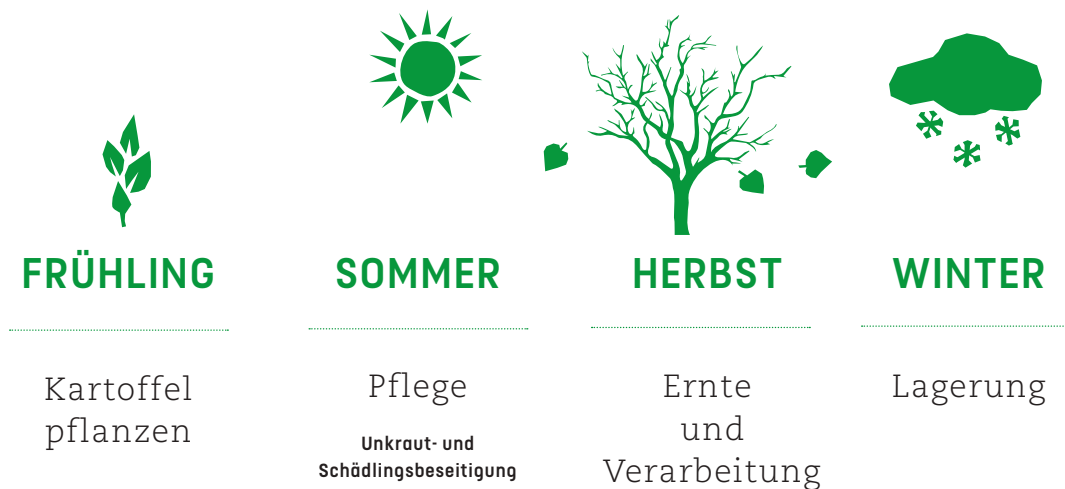 FRÜHLING
Kartoffel
pflanzen
SOMMER
Pflege
Unkraut- und
Schädlingsbeseitigung
HERBST
Ernte
und
Verarbeitung
WINTER
Lagerung